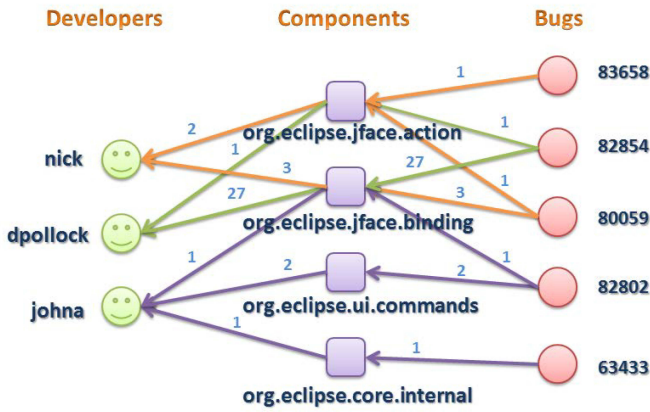 Developers Components Bugs
1 83658
2 org.eclipse.jface.action 1 82854
nick 1
3 27
27 3 1 80059
dpollock org.eclipse.jface.binding
1 1
2 2 82802
johna org.eclipse.ui.commands
1 1 63433
org.eclipse.core.internal